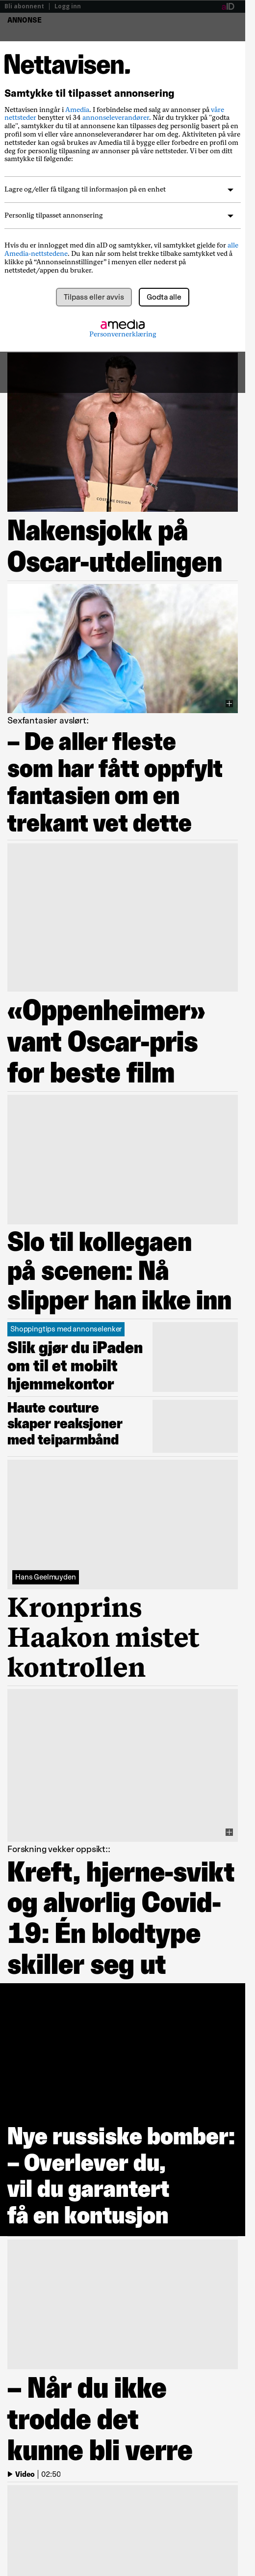 Bli abonnent | Logg inn
ANNONSE
Nettavisen.
Samtykke til tilpasset annonsering
Nettavisen inngår i Amedia. I forbindelse med salg av annonser på våre
nettsteder benytter vi 34 annonseleverandører. Når du trykker på "godta
alle", samtykker du til at annonsene kan tilpasses deg personlig basert på en
profil som vi eller våre annonseleverandører har om deg. Aktiviteten på våre
nettsteder kan også brukes av Amedia til å bygge eller forbedre en profil om
deg for personlig tilpasning av annonser på våre nettsteder. Vi ber om ditt
samtykke til følgende:
Lagre og/eller få tilgang til informasjon på en enhet
Personlig tilpasset annonsering
Hvis du er innlogget med din aID og samtykker, vil samtykket gjelde for alle
Amedia-nettstedene. Du kan når som helst trekke tilbake samtykket ved å
klikke på “Annonseinnstillinger” i menyen eller nederst på
nettstedet/appen du bruker.
Tilpass eller avvis
Godta alle
amedia
Personvernerklæring
Nakensjokk på
Oscar-utdelingen
Sexfantasier avslørt:
– De aller fleste
som har fått oppfylt
fantasien om en
trekant vet dette
«Oppenheimer»
vant Oscar-pris
for beste film
Slo til kollegaen
på scenen: Nå
slipper han ikke inn
Shoppingtips med annonselenker
Slik gjør du iPaden
om til et mobilt
hjemmekontor
Haute couture
skaper reaksjoner
med teiparmbånd
Hans Geelmuyden
Kronprins
Haakon mistet
kontrollen
Forskning vekker oppsikt::
Kreft, hjerne-svikt
og alvorlig Covid-
19: Én blodtype
skiller seg ut
Nye russiske bomber:
– Overlever du,
vil du garantert
få en kontusjon
– Når du ikke
trodde det
kunne bli verre
Video | 02:50